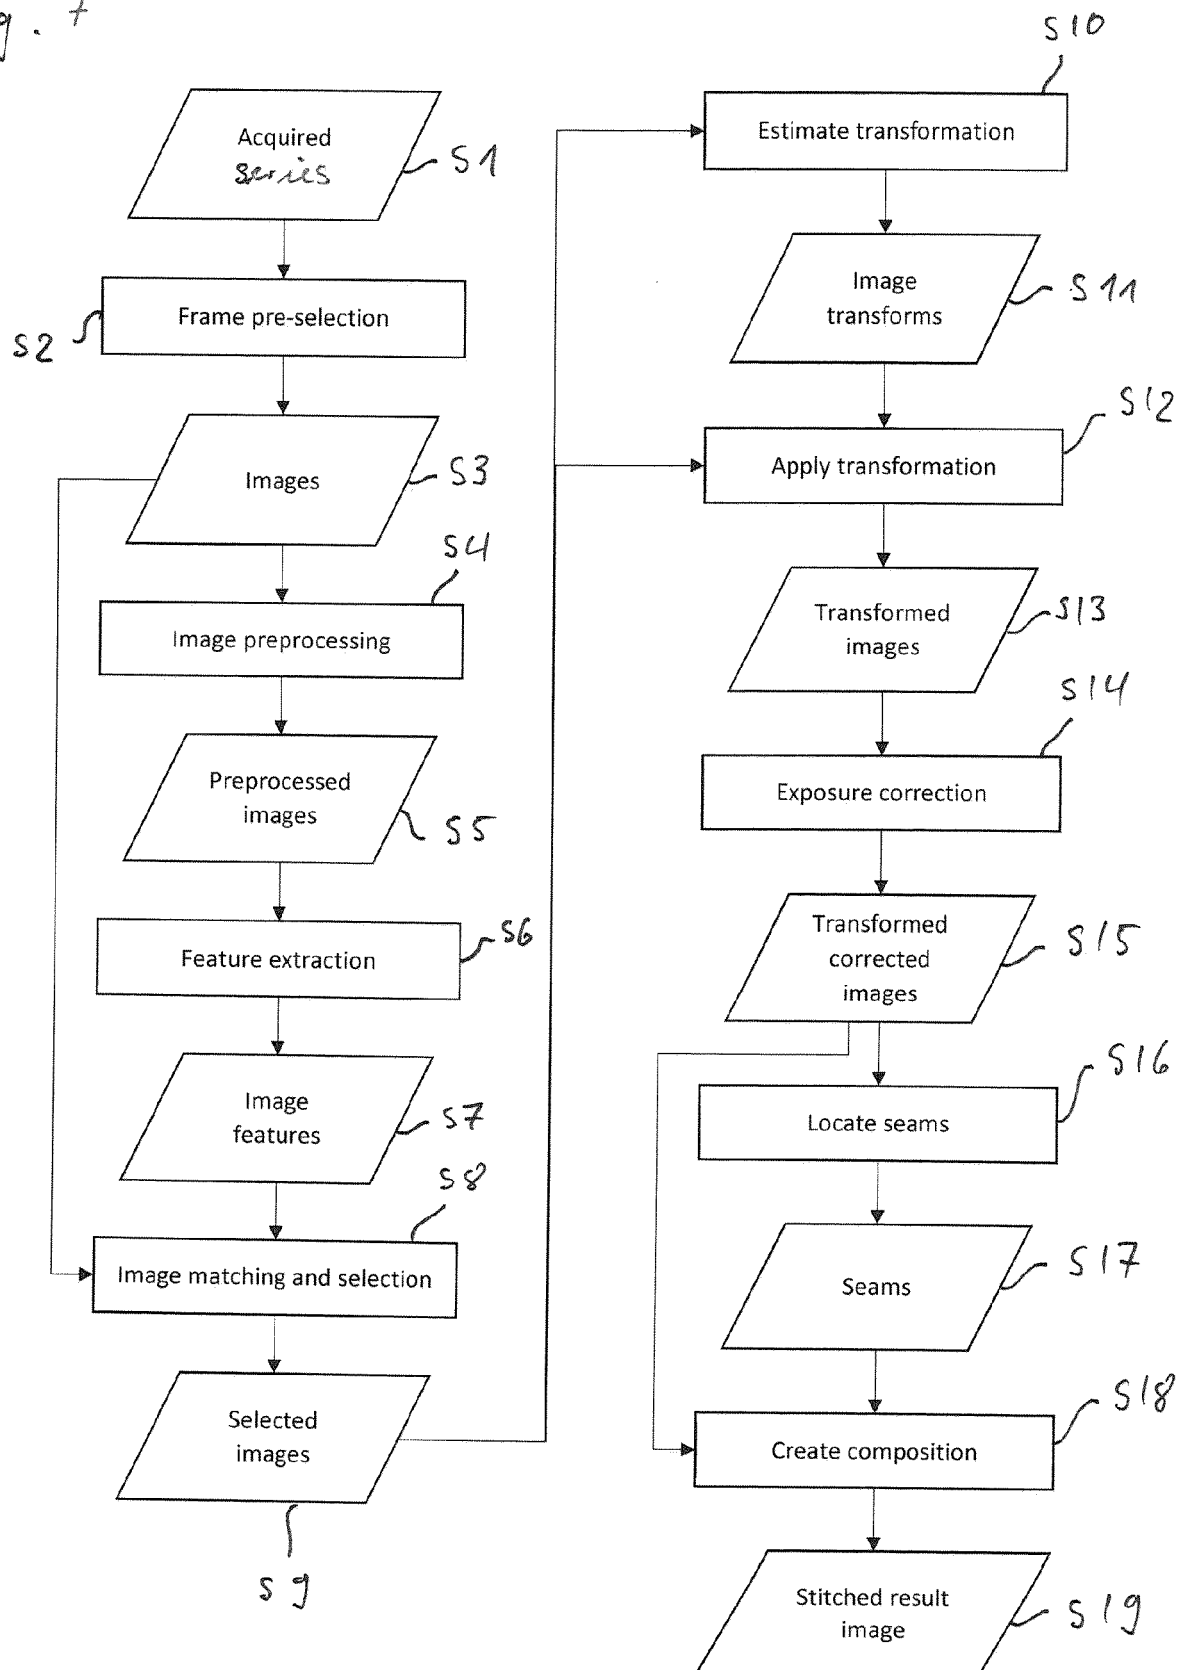 g.
Acquired
series
S1
Frame pre-selection
S2
Images
S3
S4
Image preprocessing
Preprocessed
images
S5
Feature extraction
S6
Image
features
S7
S8
Image matching and selection
Selected
images
S9
S10
Estimate transformation
Image
transforms
S11
S12
Apply transformation
Transformed
images
S13
S14
Exposure correction
Transformed
corrected
images
S15
S16
Locate seams
Seams
S17
S18
Create composition
Stitched result
image
S19